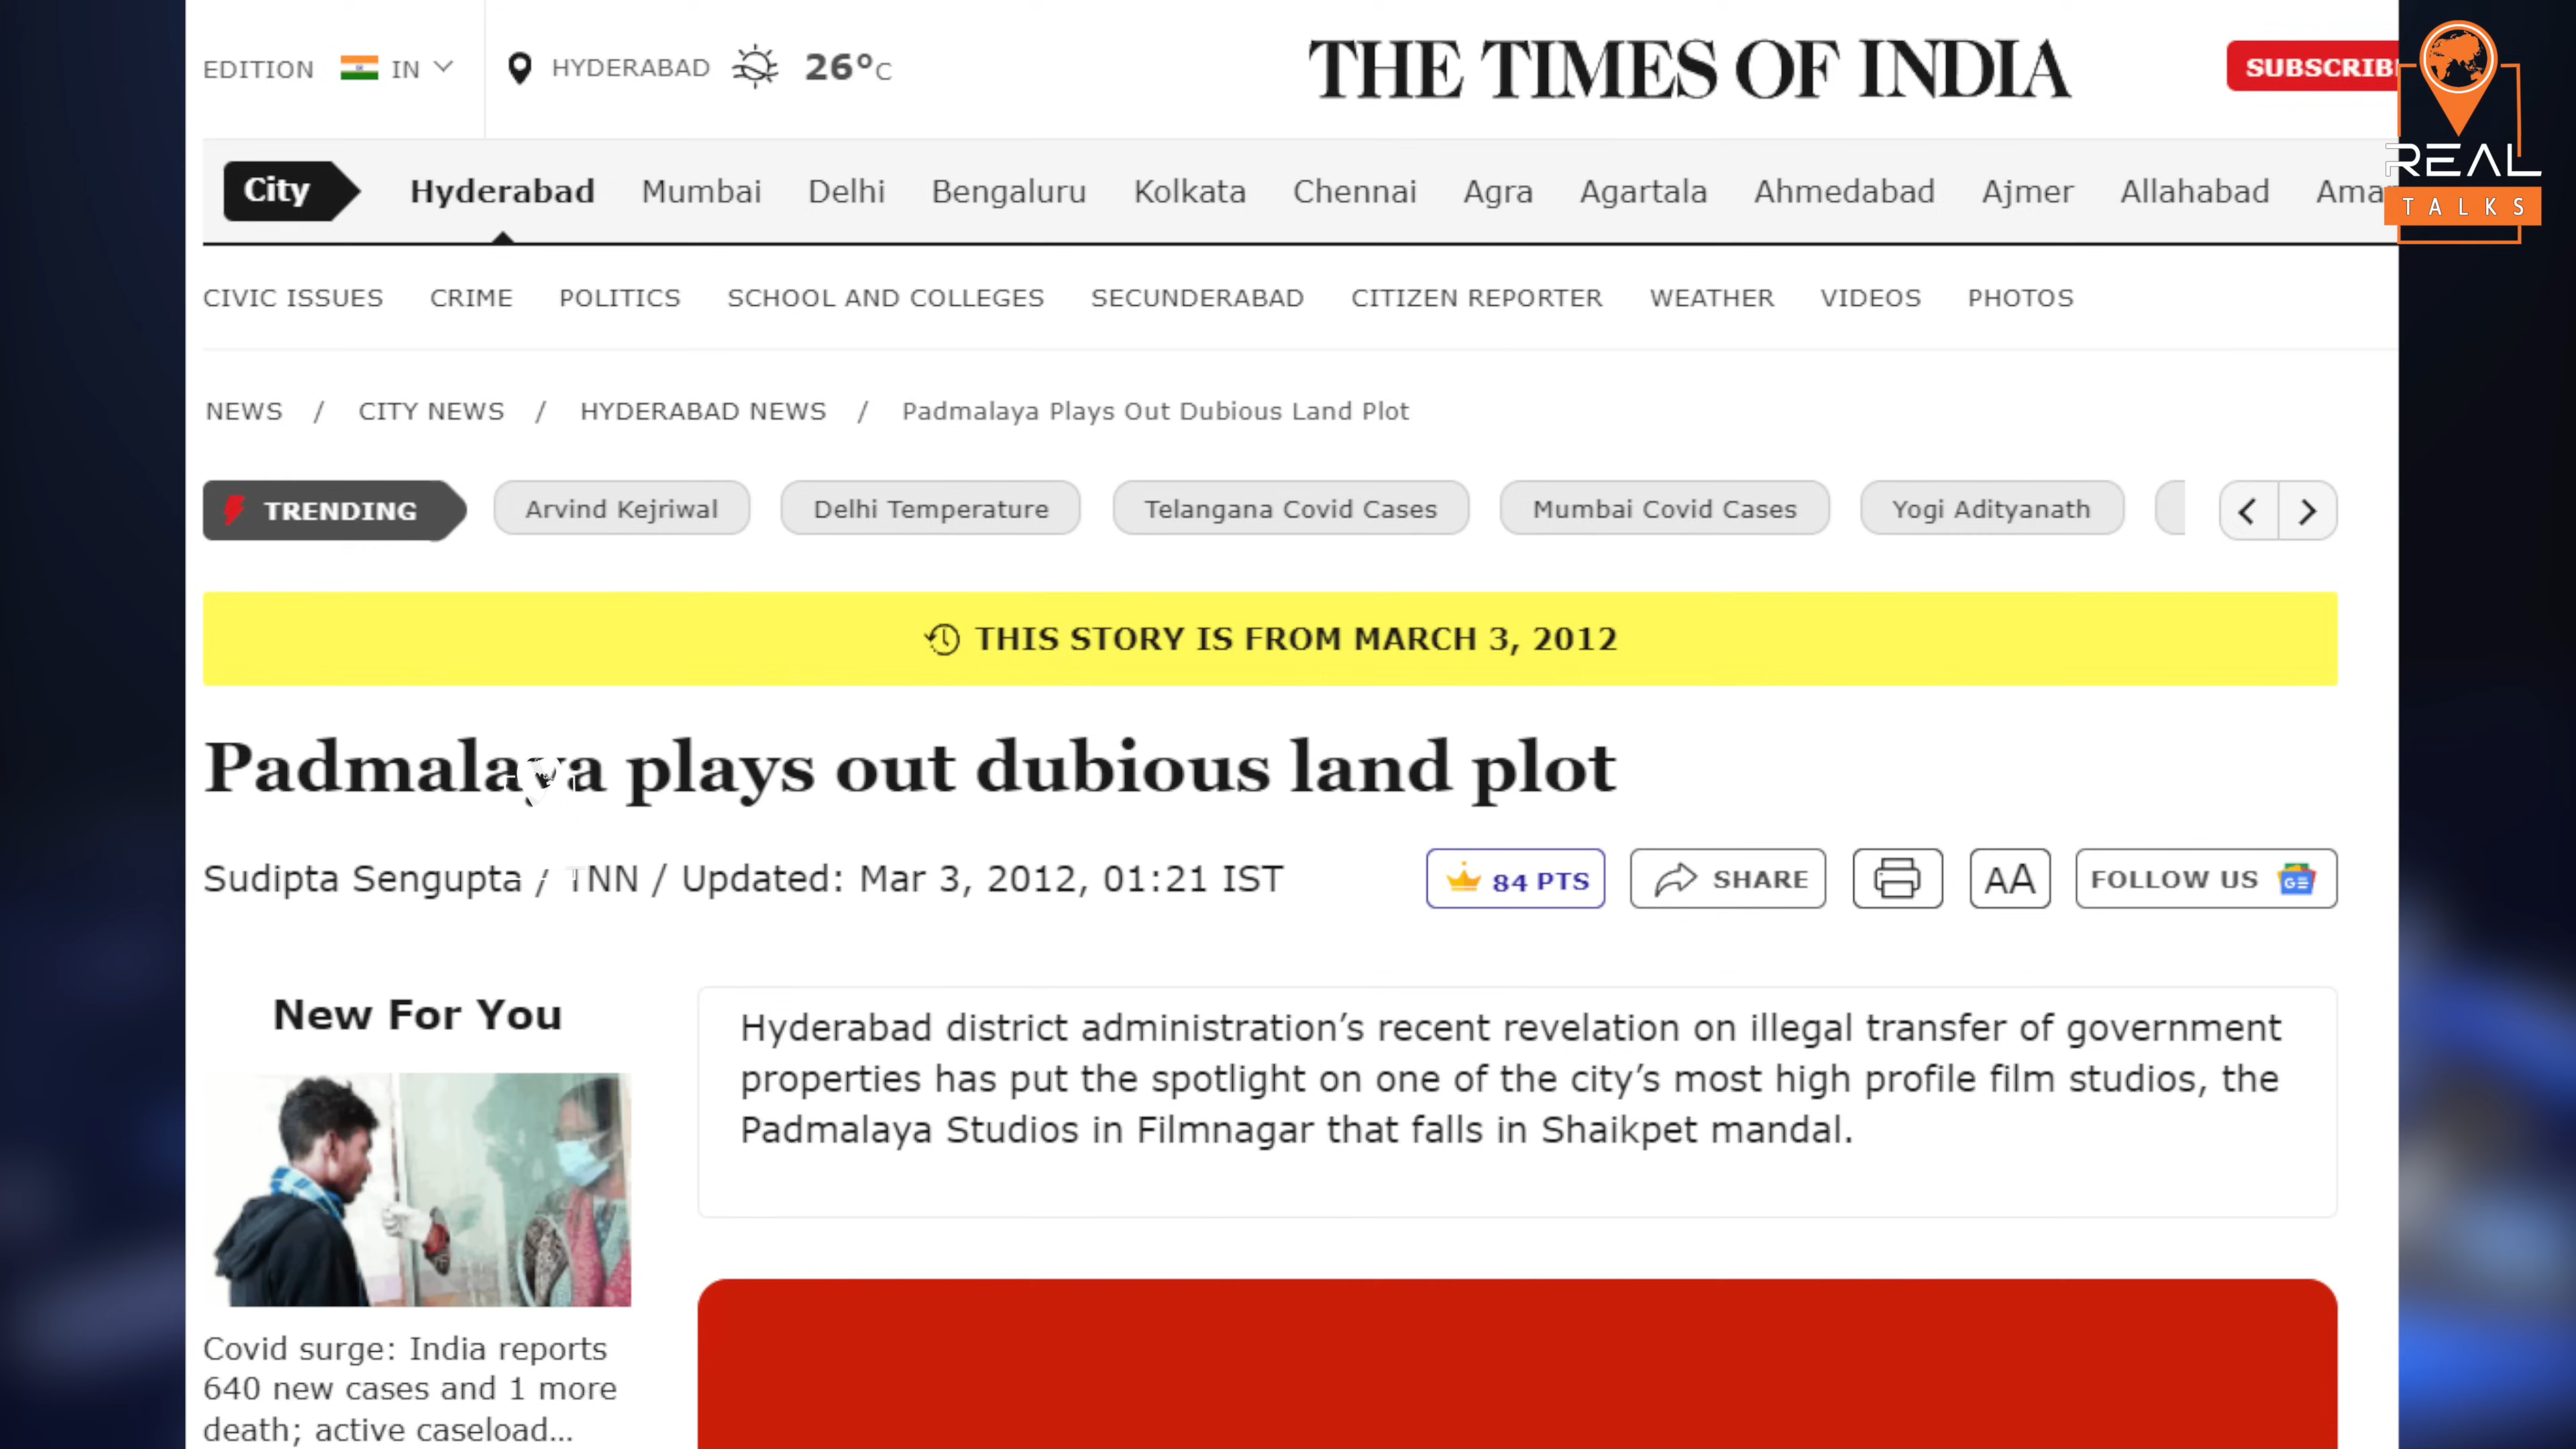 EDITION IN HYDERABAD 26°C THE TIMES OF INDIA SUBSCRIB
REAL
TALKS
City Hyderabad Mumbai Delhi Bengaluru Kolkata Chennai Agra Agartala Ahmedabad Ajmer Allahabad Ama
CIVIC ISSUES CRIME POLITICS SCHOOL AND COLLEGES SECUNDERABAD CITIZEN REPORTER WEATHER VIDEOS PHOTOS
NEWS / CITY NEWS / HYDERABAD NEWS / Padmalaya Plays Out Dubious Land Plot
TRENDING Arvind Kejriwal Delhi Temperature Telangana Covid Cases Mumbai Covid Cases Yogi Adityanath
THIS STORY IS FROM MARCH 3, 2012
Padmalaya plays out dubious land plot
Sudipta Sengupta / TNN / Updated: Mar 3, 2012, 01:21 IST 84 PTS SHARE AA FOLLOW US
New For You
Hyderabad district administration’s recent revelation on illegal transfer of government
properties has put the spotlight on one of the city’s most high profile film studios, the
Padmalaya Studios in Filmnagar that falls in Shaikpet mandal.
Covid surge: India reports
640 new cases and 1 more
death; active caseload...